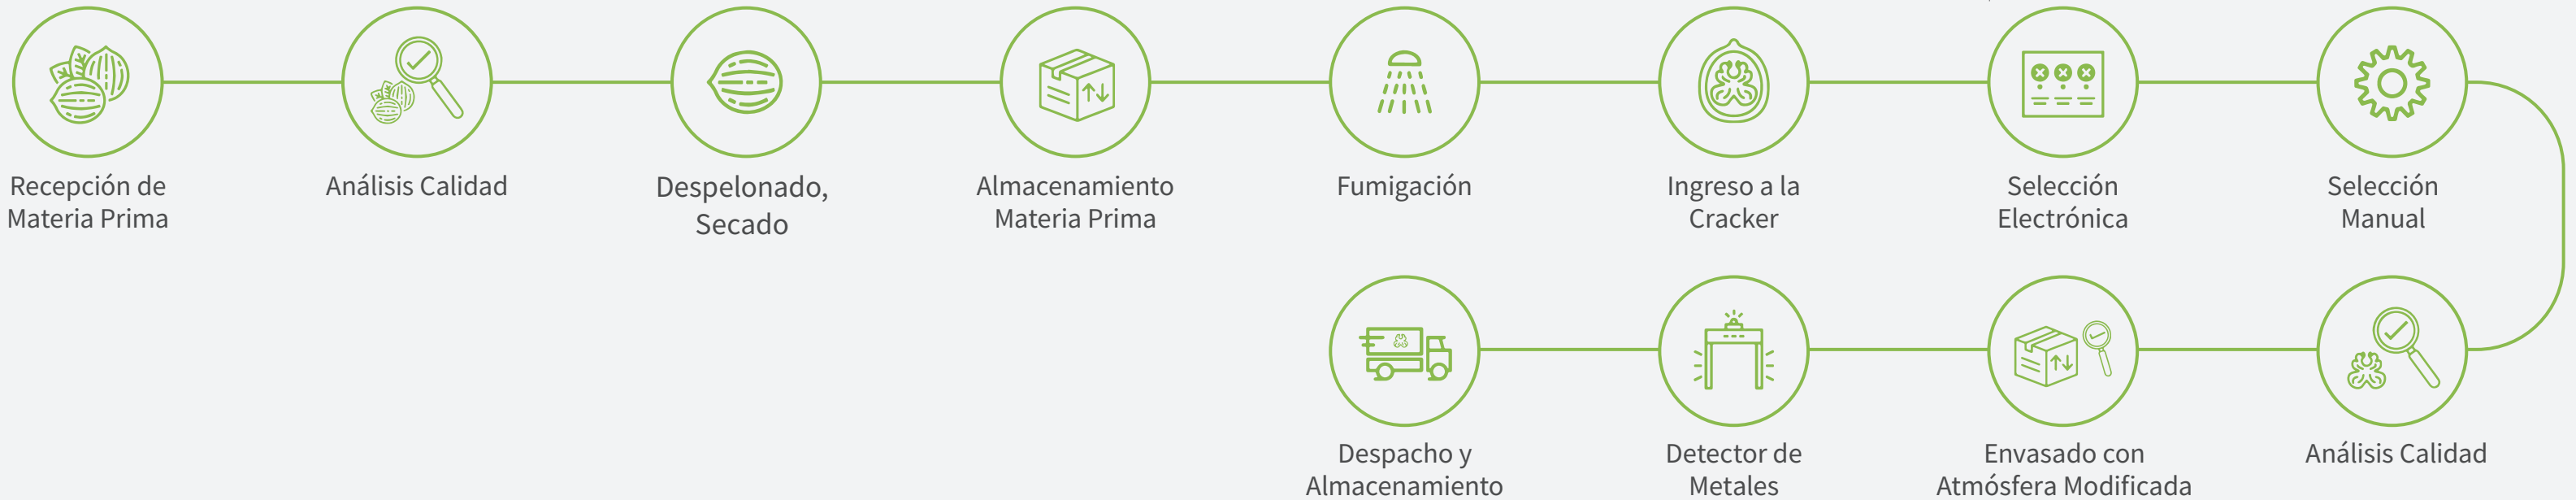 Recepción de
Materia Prima
Análisis Calidad
Despelonado,
Secado
Almacenamiento
Materia Prima
Fumigación
Ingreso a la
Cracker
Selección
Electrónica
Selección
Manual
Despacho y
Almacenamiento
Detector de
Metales
Envasado con
Atmósfera Modificada
Análisis Calidad